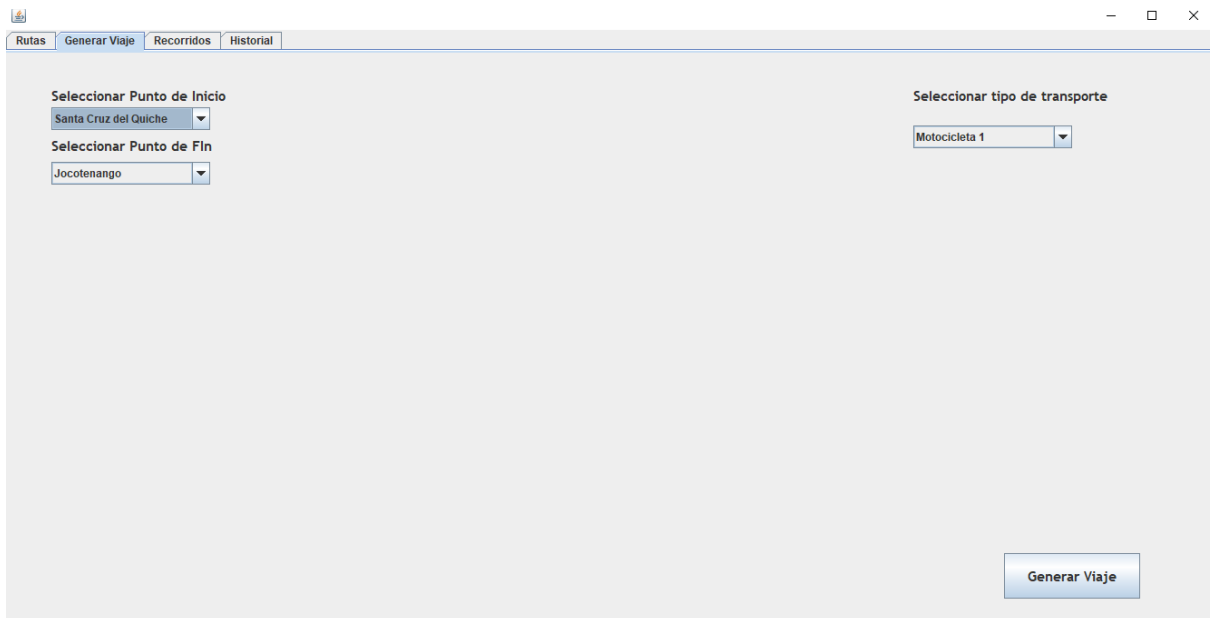 Rutas Generar Viaje Recorridos Historial
Seleccionar Punto de Inicio
Santa Cruz del Quiche
Seleccionar Punto de FIn
Jocotenango
Seleccionar tipo de transporte
Motocicleta 1
Generar Viaje